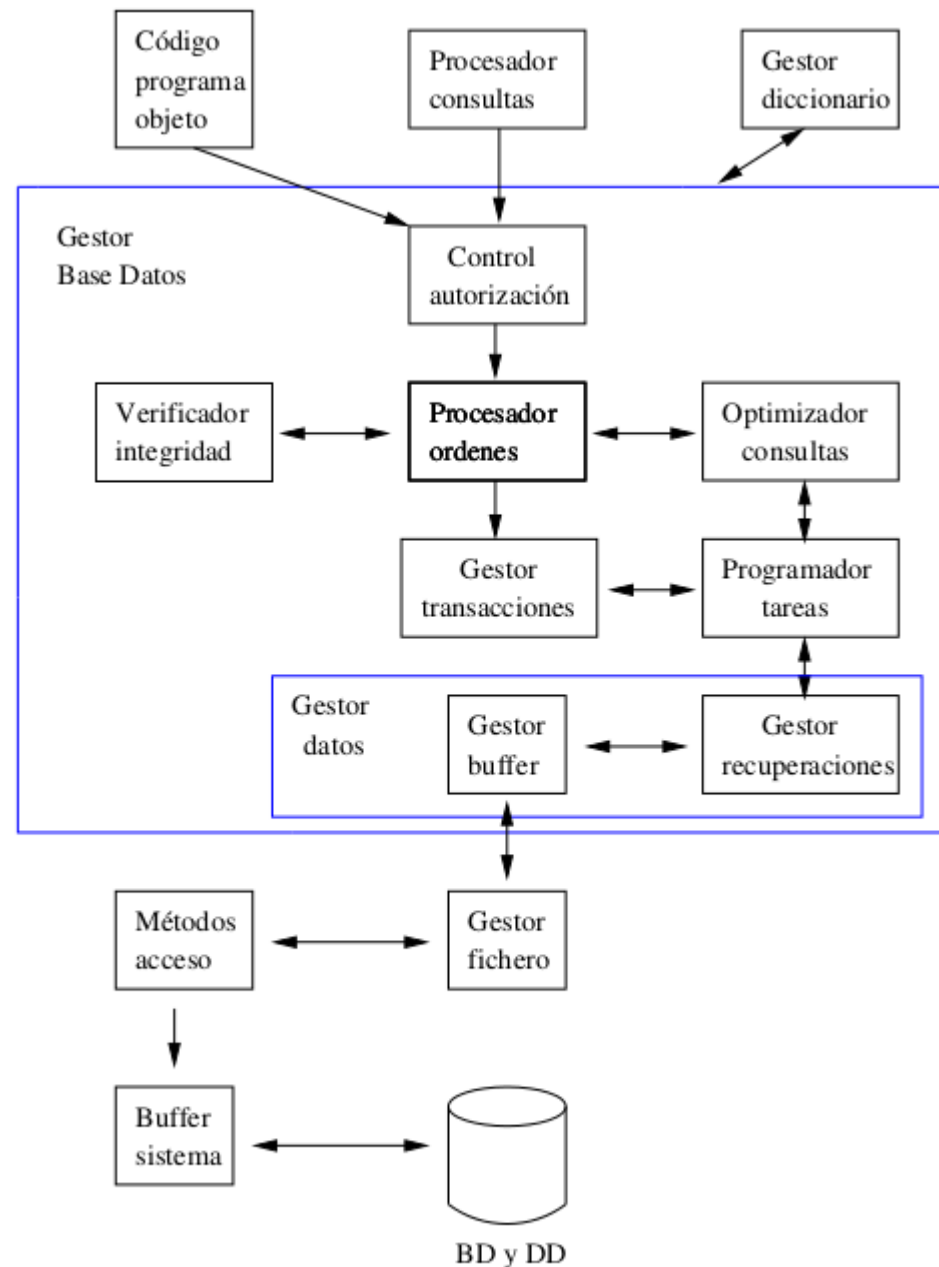 Código
programa
objeto
Procesador
consultas
Gestor
diccionario
Gestor
Base Datos
Control
autorización
Verificador
integridad
Procesador
ordenes
Optimizador
consultas
Gestor
transacciones
Programador
tareas
Gestor
datos
Gestor
buffer
Gestor
recuperaciones
Métodos
acceso
Gestor
fichero
Buffer
sistema
BD y DD